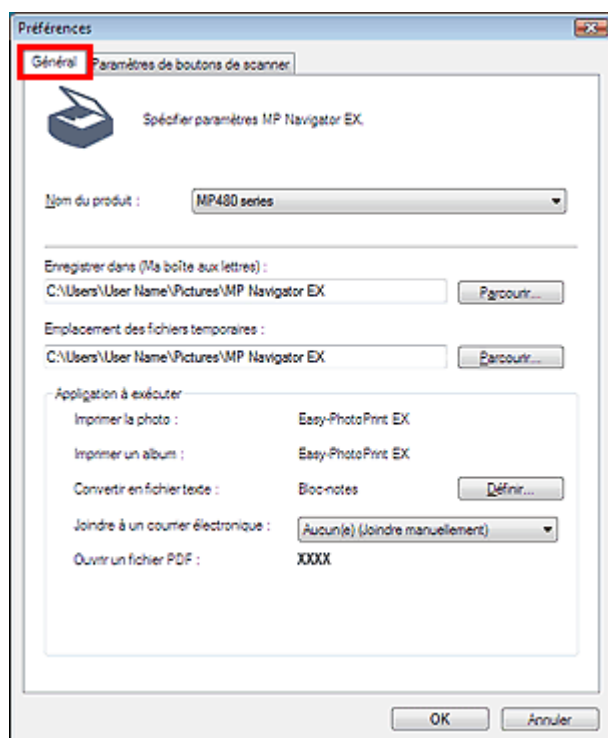 Préférences
Général
Paramètres de boutons de scanner
Spécifier paramètres MP Navigator EX.
Nom du produit : MP480 series
Enregistrer dans (Ma boîte aux lettres) :
C:\Users\User Name\Pictures\MP Navigator EX Parcourir...
Emplacement des fichiers temporaires :
C:\Users\User Name\Pictures\MP Navigator EX Parcourir...
Application à exécuter
Imprimer la photo : Easy-PhotoPrint EX
Imprimer un album : Easy-PhotoPrint EX
Convertir en fichier texte : Bloc-notes Définir...
Joindre à un courrier électronique : Aucun(e) (Joindre manuellement)
Ouvrir un fichier PDF : XXXX
OK Annuler